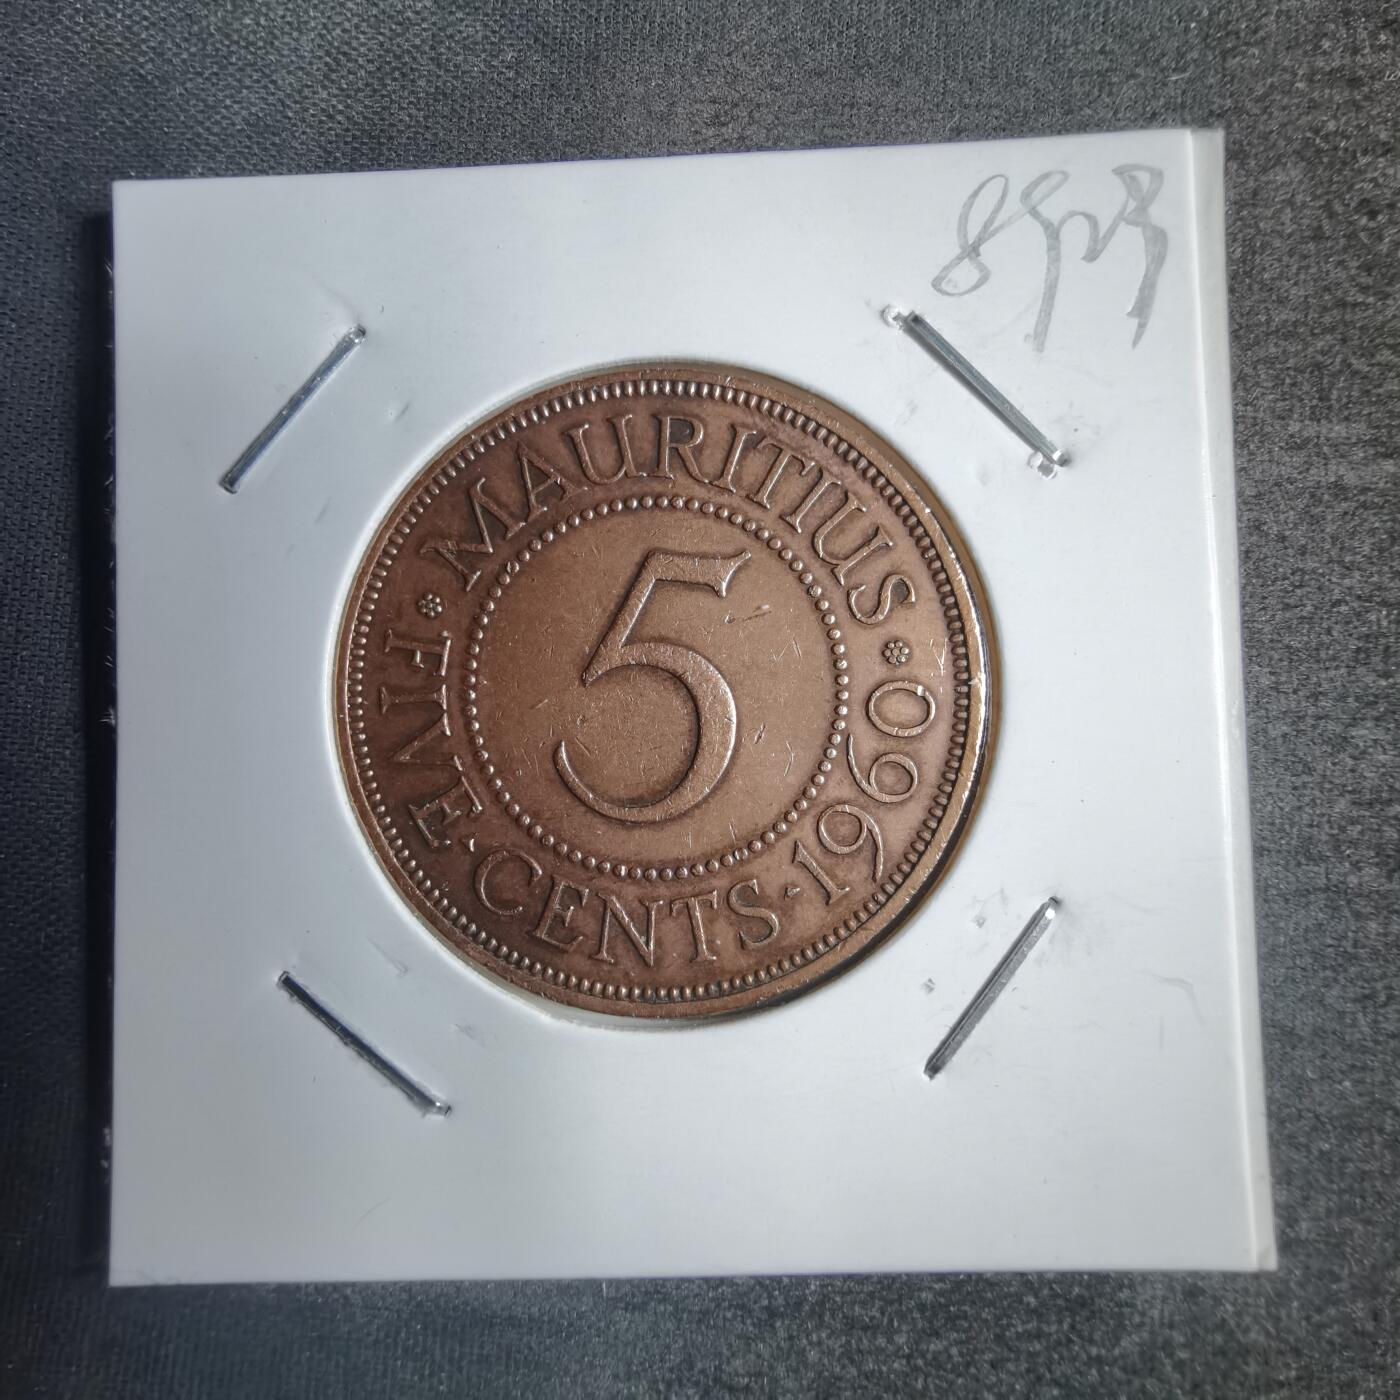 MAURITIUS
FIVE · CENTS · 1960
5